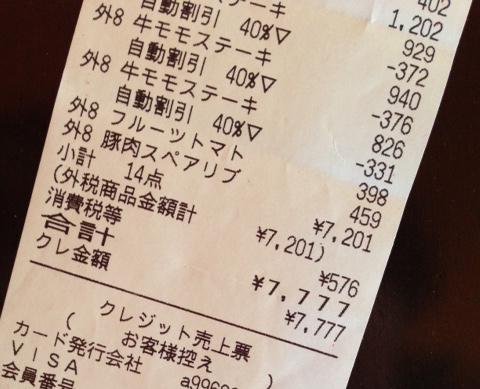 402
1,202
テーキ 929
自動割引 40%▽ -372
外8 牛モモステーキ 940
自動割引 40%▽ -376
外8 牛モモステーキ 826
自動割引 40%▽ -331
外8 フルーツトマト 398
外8 豚肉スペアリブ 459
小計 14点 ¥7,201
(外税商品金額計 ¥7,201)
消費税等 ¥576
合計 ¥7,777
クレ金額 ¥7,777
クレジット売上票
( お客様控え )
カード発行会社
VISA
会員番号